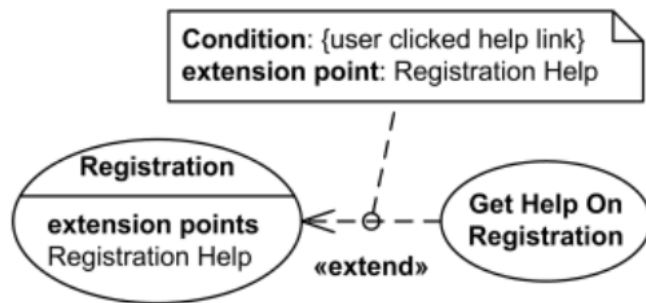 Condition: {user clicked help link}
extension point: Registration Help
Registration
extension points
Registration Help
«extend»
Get Help On
Registration